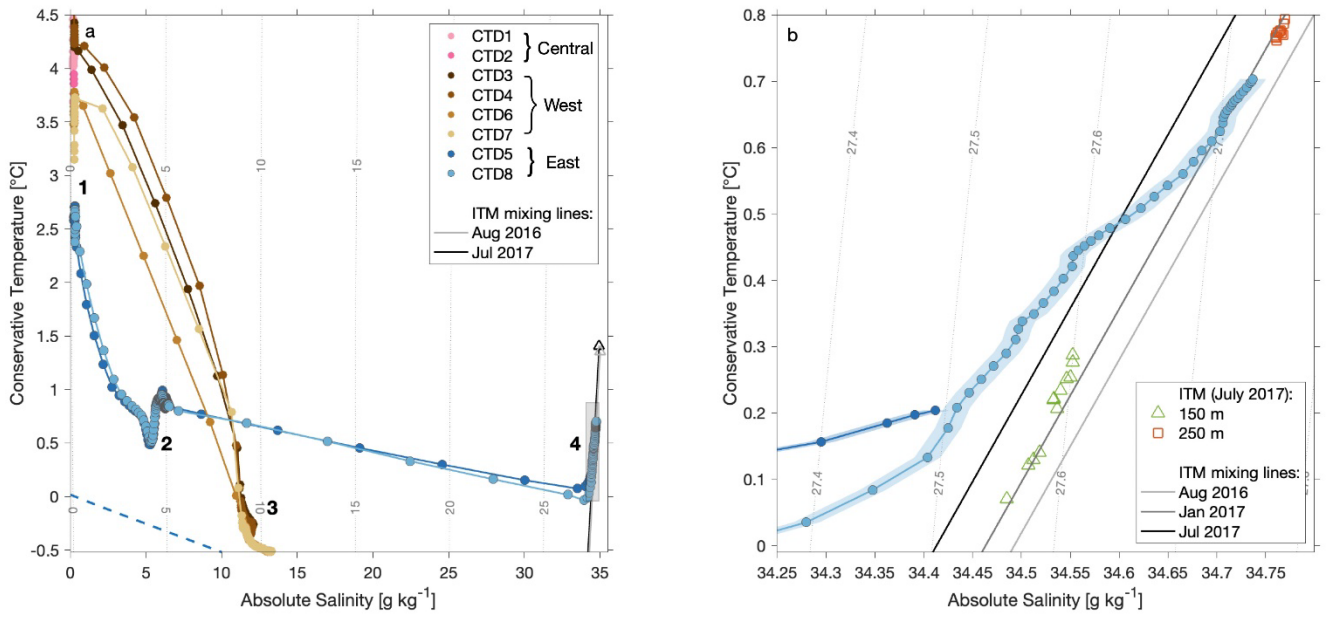 a
CTD1
CTD2
Central
CTD3
CTD4
CTD6
CTD7
West
CTD5
CTD8
East
ITM mixing lines:
Aug 2016
Jul 2017
1
2
3
4
0
5
10
15
0
5
10
15
20
25
4.5
4
3.5
3
2.5
2
1.5
1
0.5
0
-0.5
0
5
10
15
20
25
30
35
Conservative Temperature [°C]
Absolute Salinity [g kg-1]
b
27.4
27.5
27.6
27.4
27.5
27.6
ITM (July 2017):
150 m
250 m
ITM mixing lines:
Aug 2016
Jan 2017
Jul 2017
0.8
0.7
0.6
0.5
0.4
0.3
0.2
0.1
0
34.25
34.3
34.35
34.4
34.45
34.5
34.55
34.6
34.65
34.7
34.75
Conservative Temperature [°C]
Absolute Salinity [g kg-1]